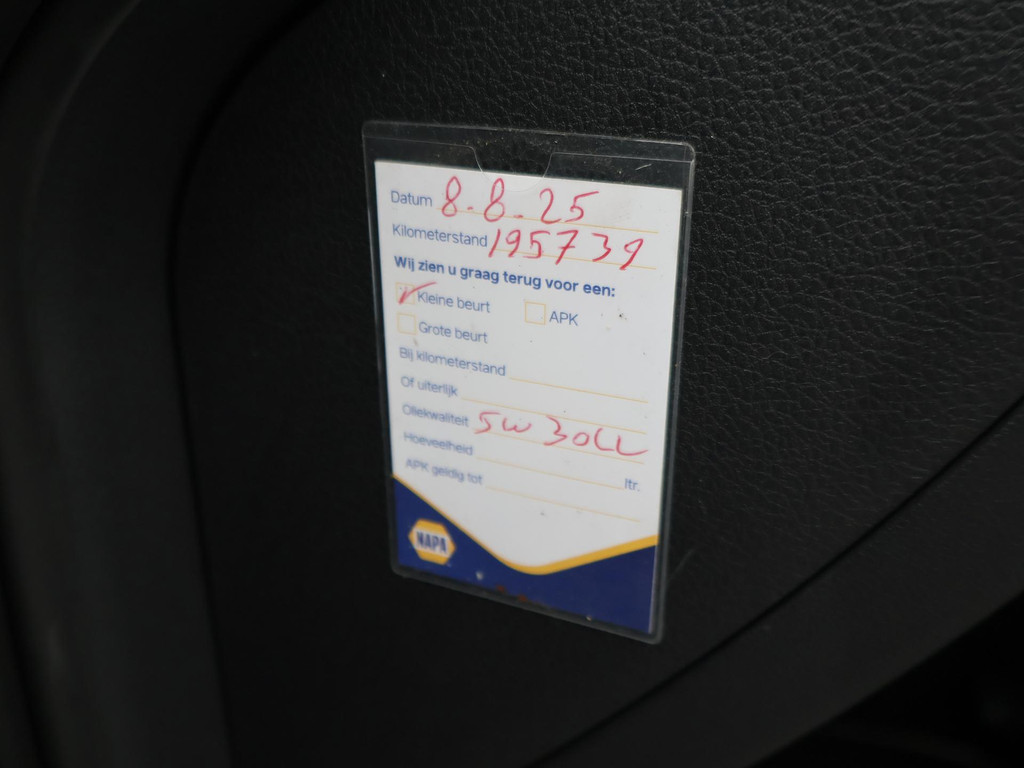 Datum 8.8.25
Kilometerstand 195739
Wij zien u graag terug voor een:
Kleine beurt APK
Grote beurt
Bij kilometerstand
Of uiterlijk
Oliekwaliteit 5W30LL
Hoeveelheid ltr.
APK geldig tot
NAPA